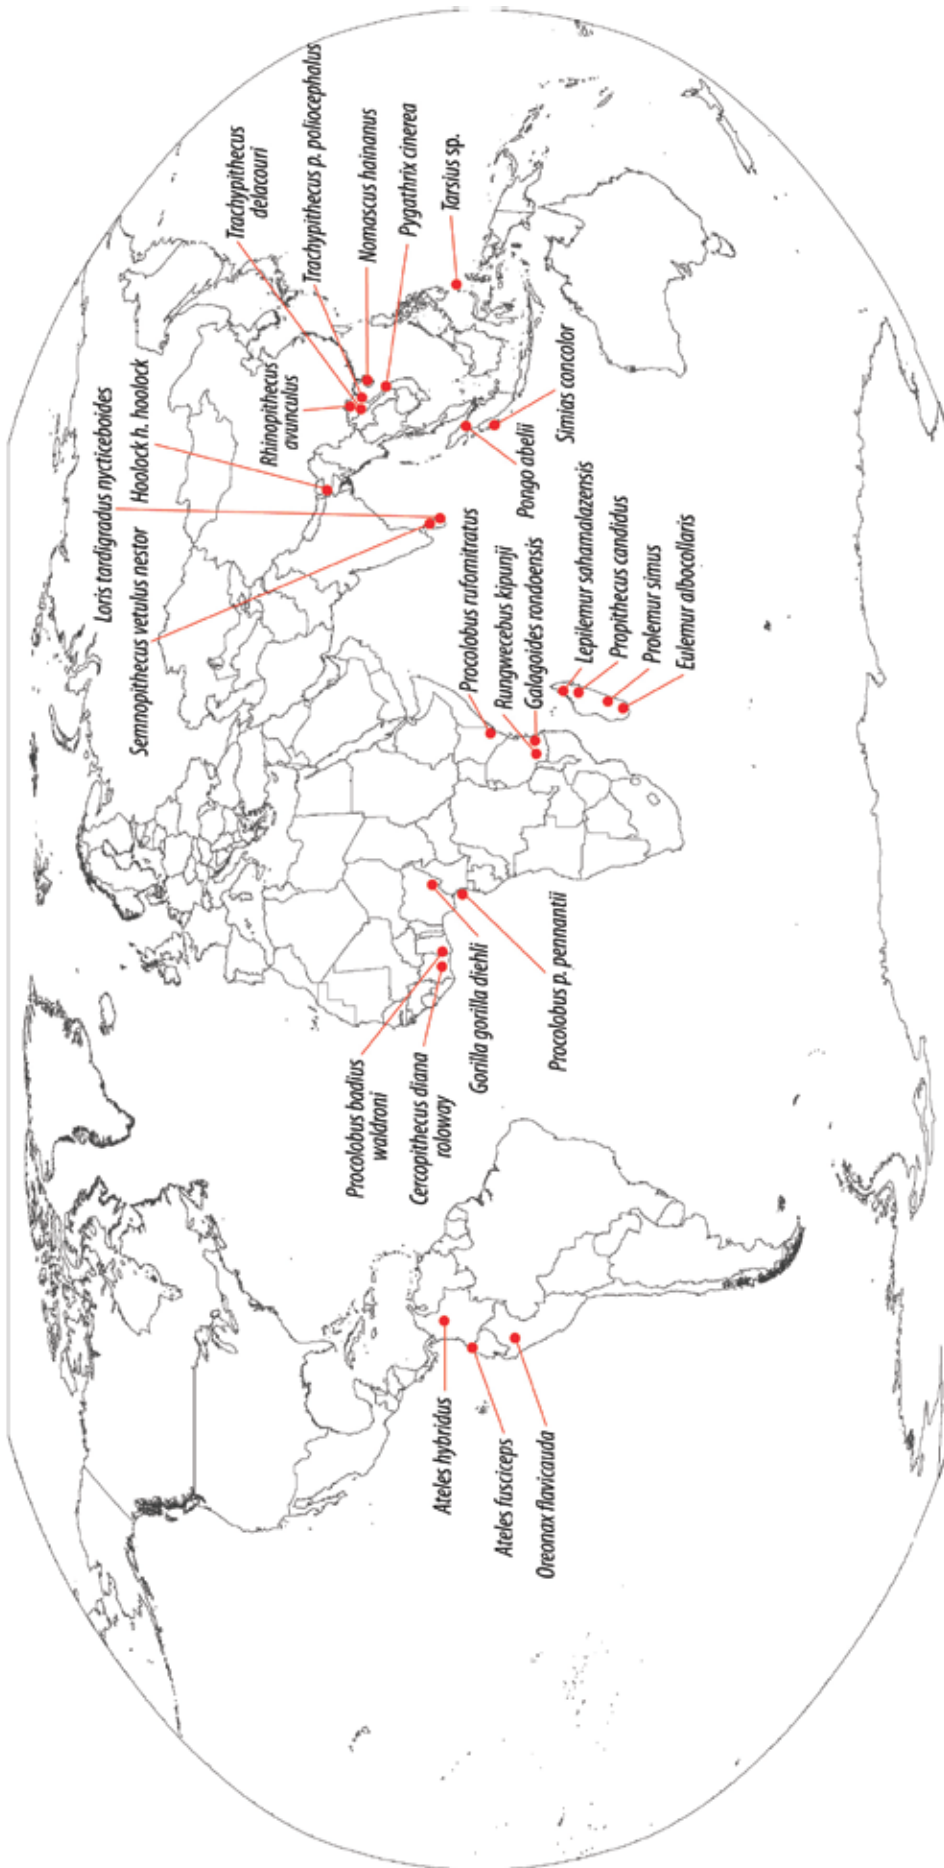 Trachypithecus
delacouri
Trachypithecus p. poliocephalus
Nomascus hainanus
Pygathrix cinerea
Tarsius sp.
Rhinopithecus
avunculus
Hoolock h. hoolock
Loris tardigradus nycticeboides
Semnopithecus vetulus nestor
Simias concolor
Pongo abelii
Procolobus rufomitratus
Rungwecebus kipunji
Galagoides rondoensis
Lepilemur sahamalazensis
Propithecus candidus
Prolemur simus
Eulemur albocollaris
Procolobus badius
waldroni
Cercopithecus diana
roloway
Gorilla gorilla diehli
Procolobus p. pennantii
Ateles hybridus
Ateles fusciceps
Oreonax flavicauda